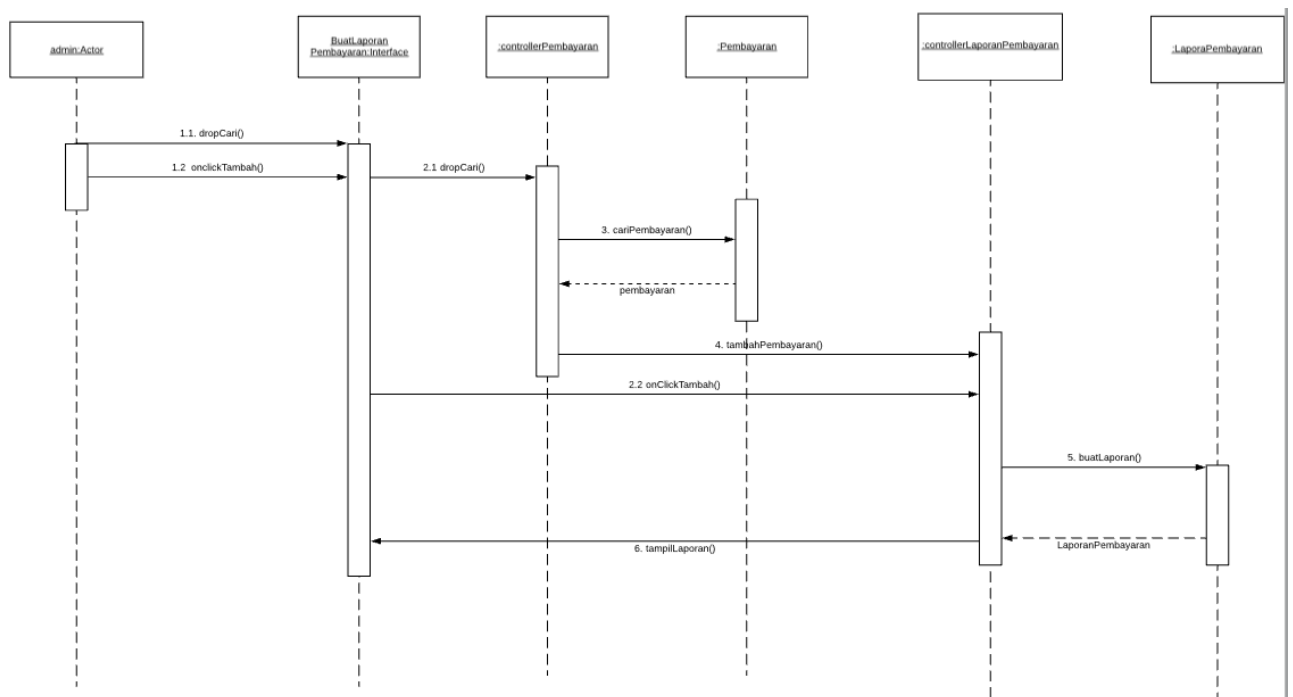 admin:Actor
BuatLaporan
Pembayaran:Interface
:controllerPembayaran
:Pembayaran
:controllerLaporanPembayaran
:LaporaPembayaran
1.1. dropCari()
1.2 onclickTambah()
2.1 dropCari()
3. cariPembayaran()
pembayaran
4. tambahPembayaran()
2.2 onClickTambah()
5. buatLaporan()
6. tampilLaporan()
LaporanPembayaran